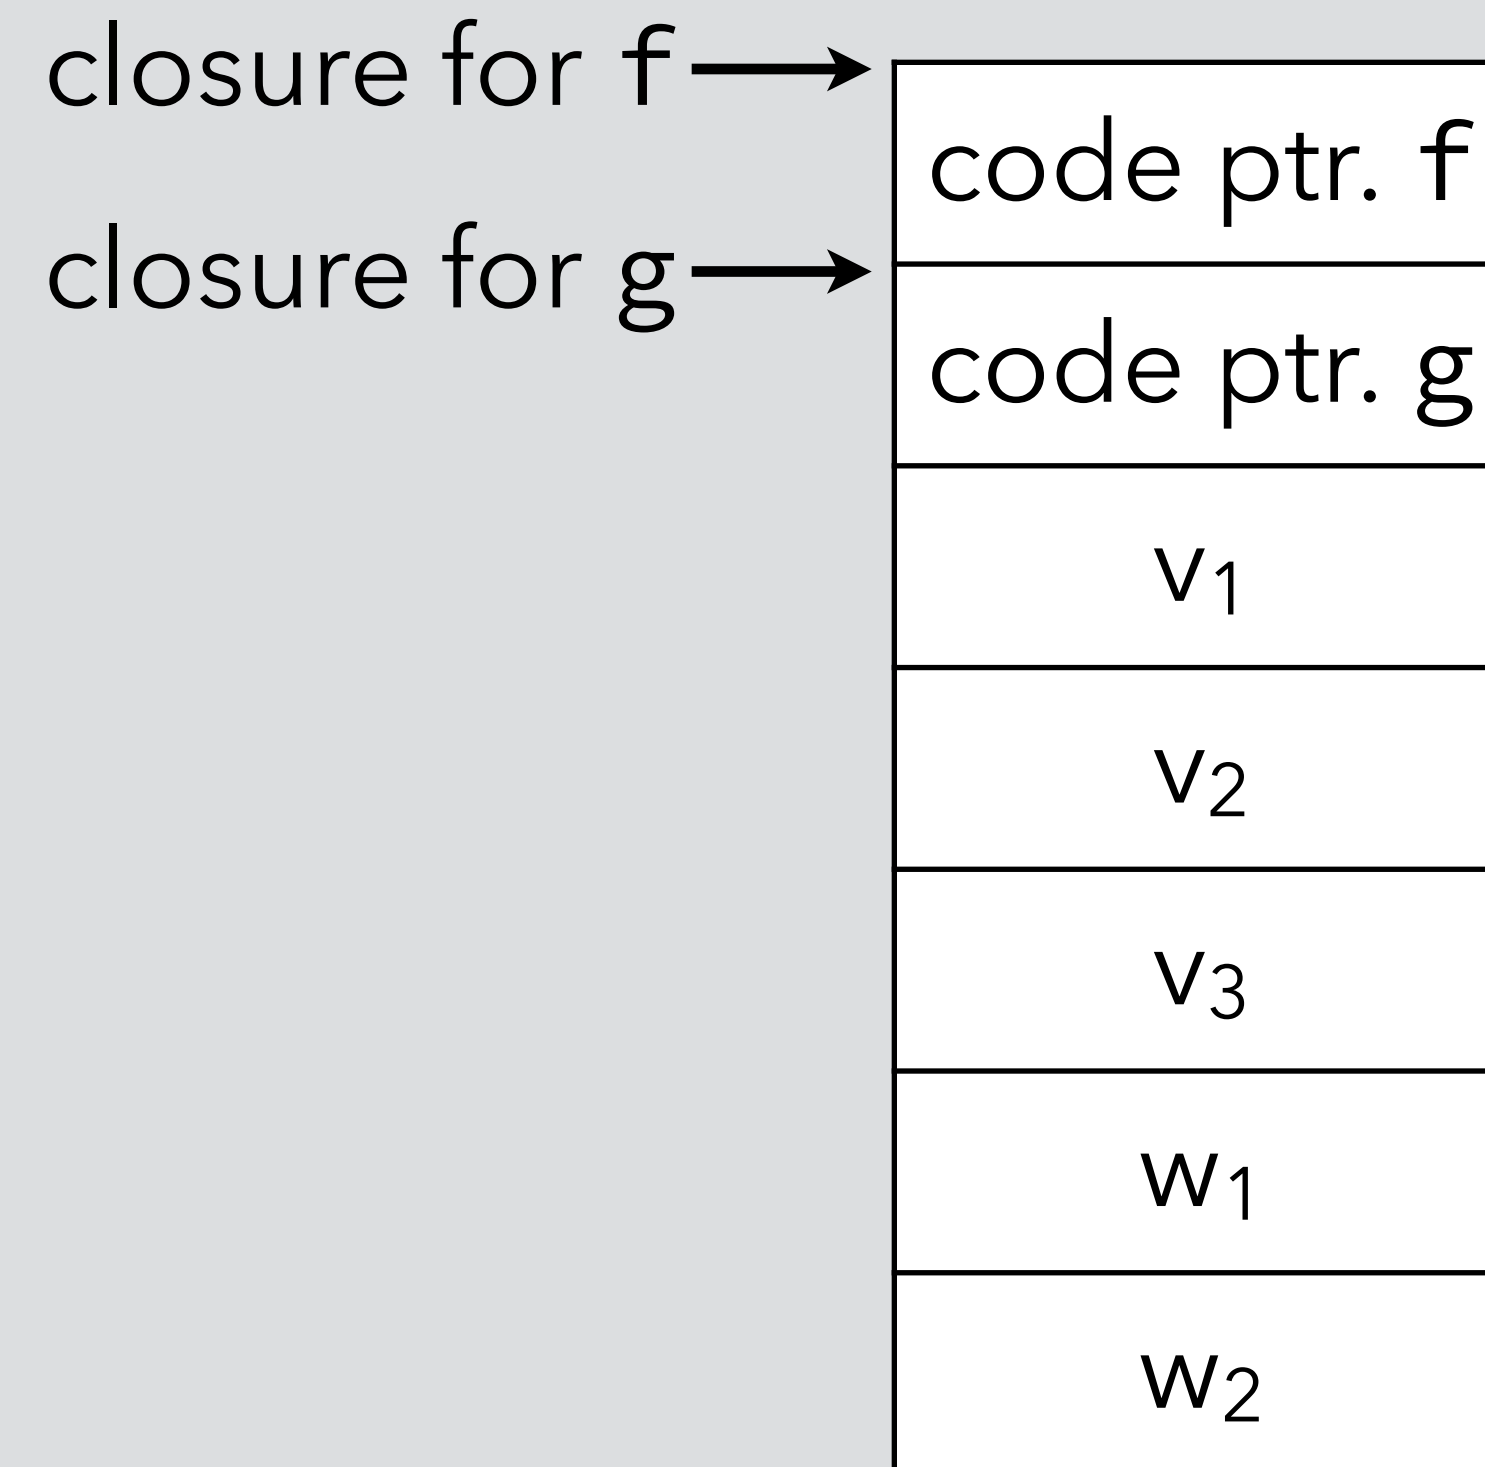 closure for f
code ptr. f
closure for g
code ptr. g
v1
v2
v3
w1
w2